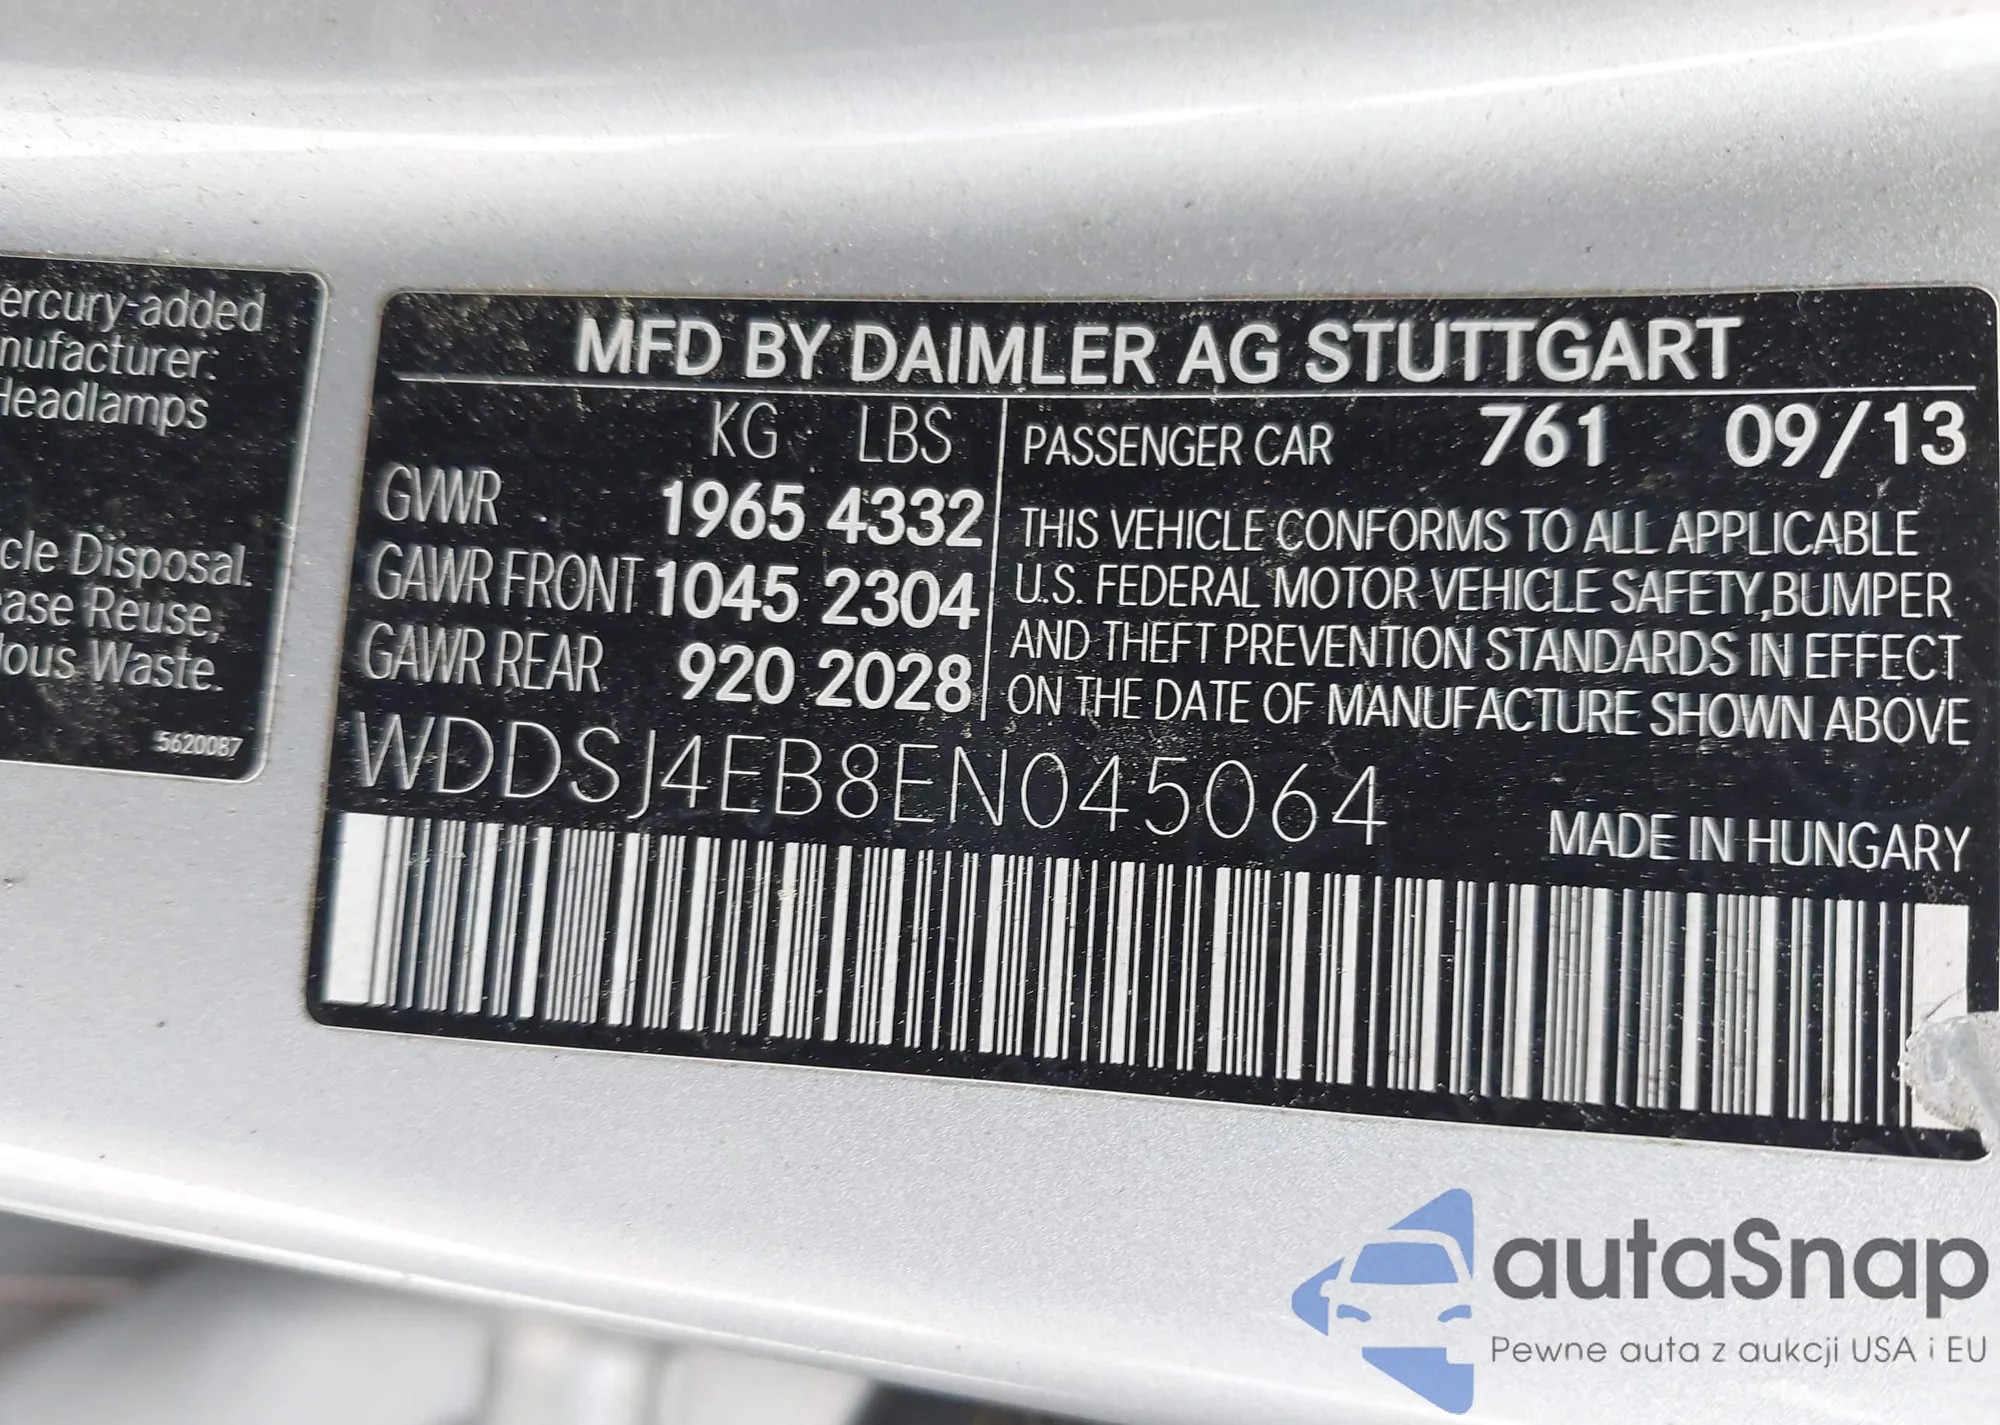 ercury-added
nufacturer:
Headlamps
cle Disposal.
ease Reuse,
dous Waste.
5620087
MFD BY DAIMLER AG STUTTGART
KG LBS
GVWR 1965 4332
GAWR FRONT 1045 2304
GAWR REAR 920 2028
PASSENGER CAR 761 09/13
THIS VEHICLE CONFORMS TO ALL APPLICABLE
U.S. FEDERAL MOTOR VEHICLE SAFETY,BUMPER
AND THEFT PREVENTION STANDARDS IN EFFECT
ON THE DATE OF MANUFACTURE SHOWN ABOVE
WDDSJ4EB8EN045064
MADE IN HUNGARY
autaSnap
Pewne auta z aukcji USA i EU